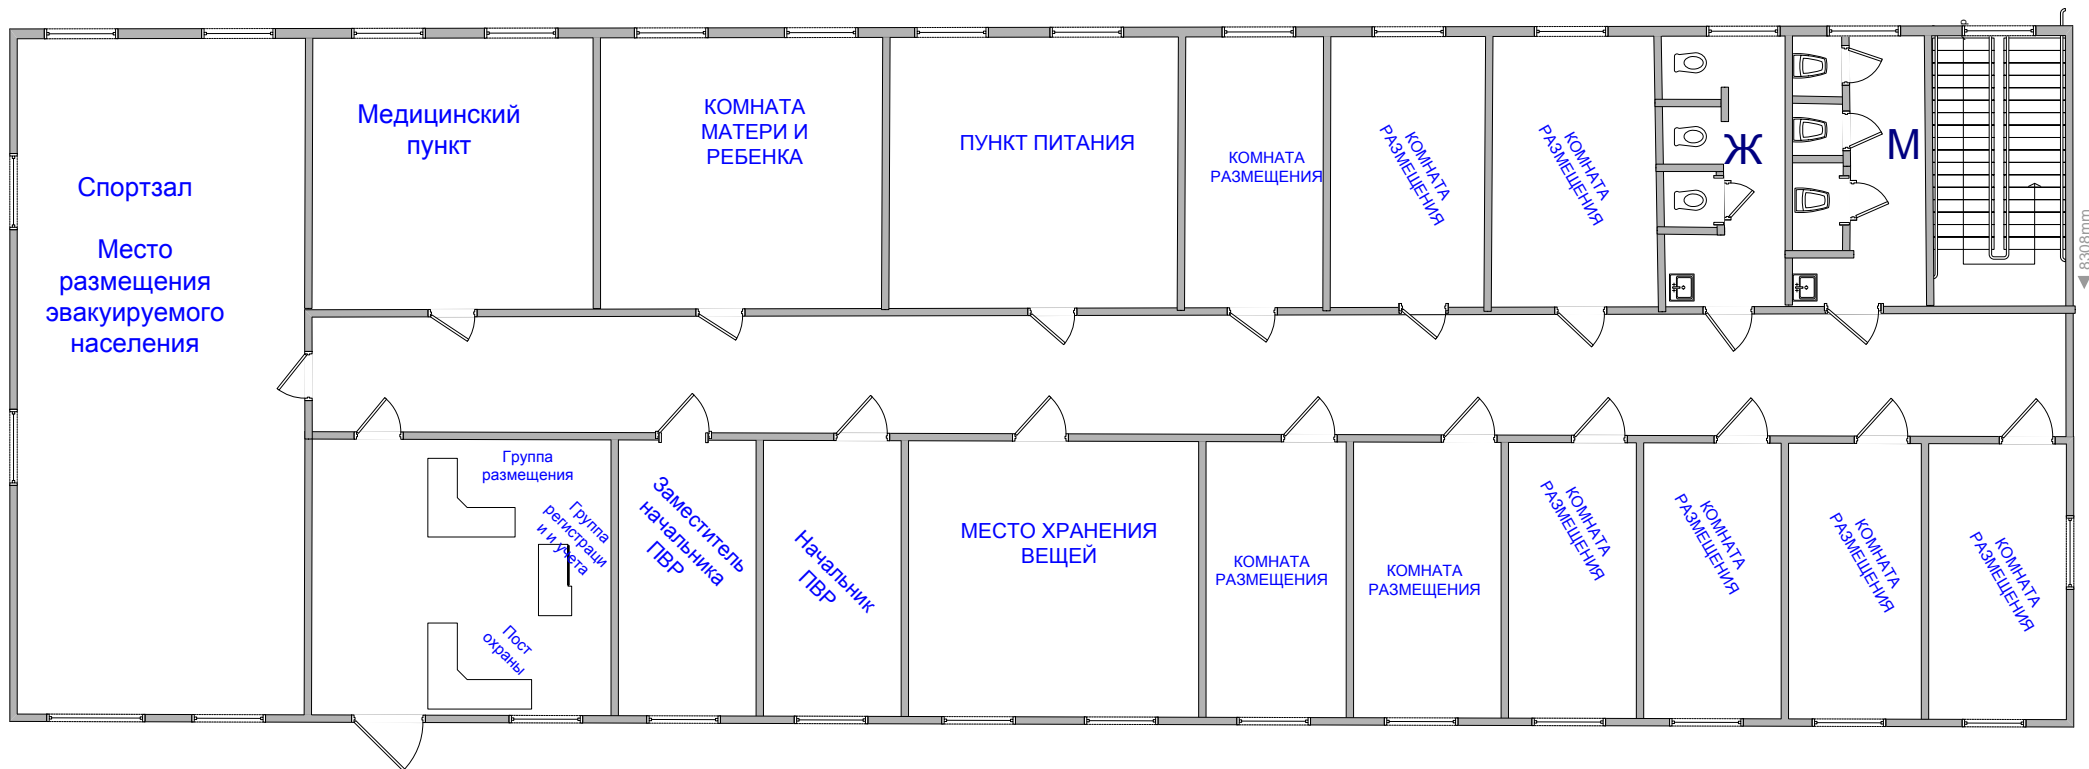 Спортзал
Место
размещения
эвакуируемого
населения
Медицинский
пункт
КОМНАТА
МАТЕРИ И
РЕБЕНКА
ПУНКТ ПИТАНИЯ
КОМНАТА
РАЗМЕЩЕНИЯ
КОМНАТА
РАЗМЕЩЕНИЯ
КОМНАТА
РАЗМЕЩЕНИЯ
Ж
М
8308mm
Группа
размещения
Группа
регистраци
и и учета
Пост
охраны
Заместитель
начальника
ПВР
Начальник
ПВР
МЕСТО ХРАНЕНИЯ
ВЕЩЕЙ
КОМНАТА
РАЗМЕЩЕНИЯ
КОМНАТА
РАЗМЕЩЕНИЯ
КОМНАТА
РАЗМЕЩЕНИЯ
КОМНАТА
РАЗМЕЩЕНИЯ
КОМНАТА
РАЗМЕЩЕНИЯ
КОМНАТА
РАЗМЕЩЕНИЯ